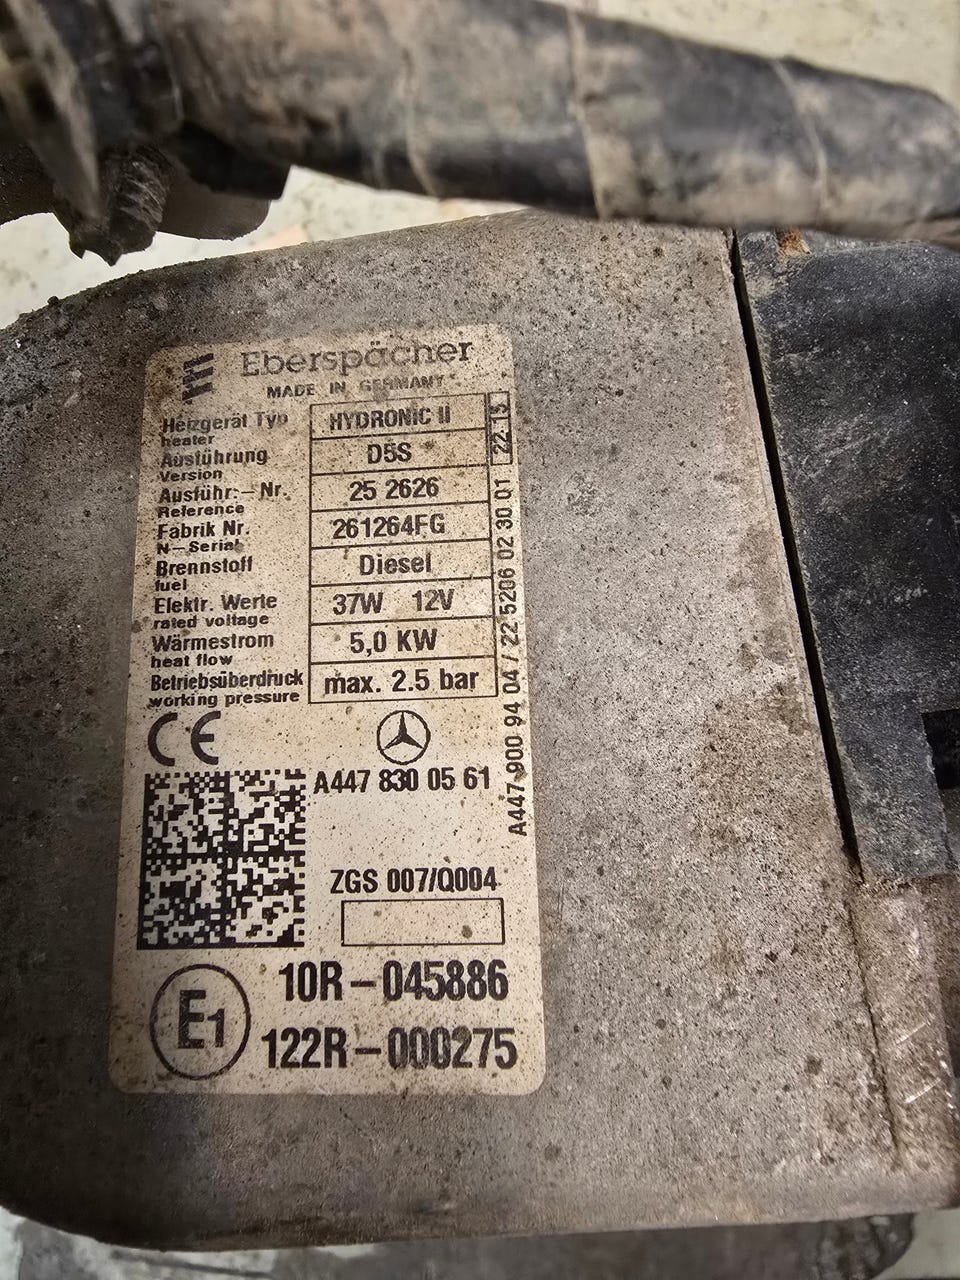 Eberspächer
MADE IN GERMANY
Heizgerät Typ HYDRONIC II
heater
Ausführung D5S
Version
Ausführ.-Nr. 25 2626
Reference
Fabrik Nr. 261264FG
N-Serial
Brennstoff Diesel
fuel
Elektr. Werte 37W 12V
rated voltage
Wärmestrom 5,0 KW
heat flow
Betriebsüberdruck max. 2.5 bar
working pressure
A447 900 94 04 / 22 5206 02 30 01 22.15
CE
A447 830 05 61
ZGS 007/Q004
E1
10R-045886
122R-000275